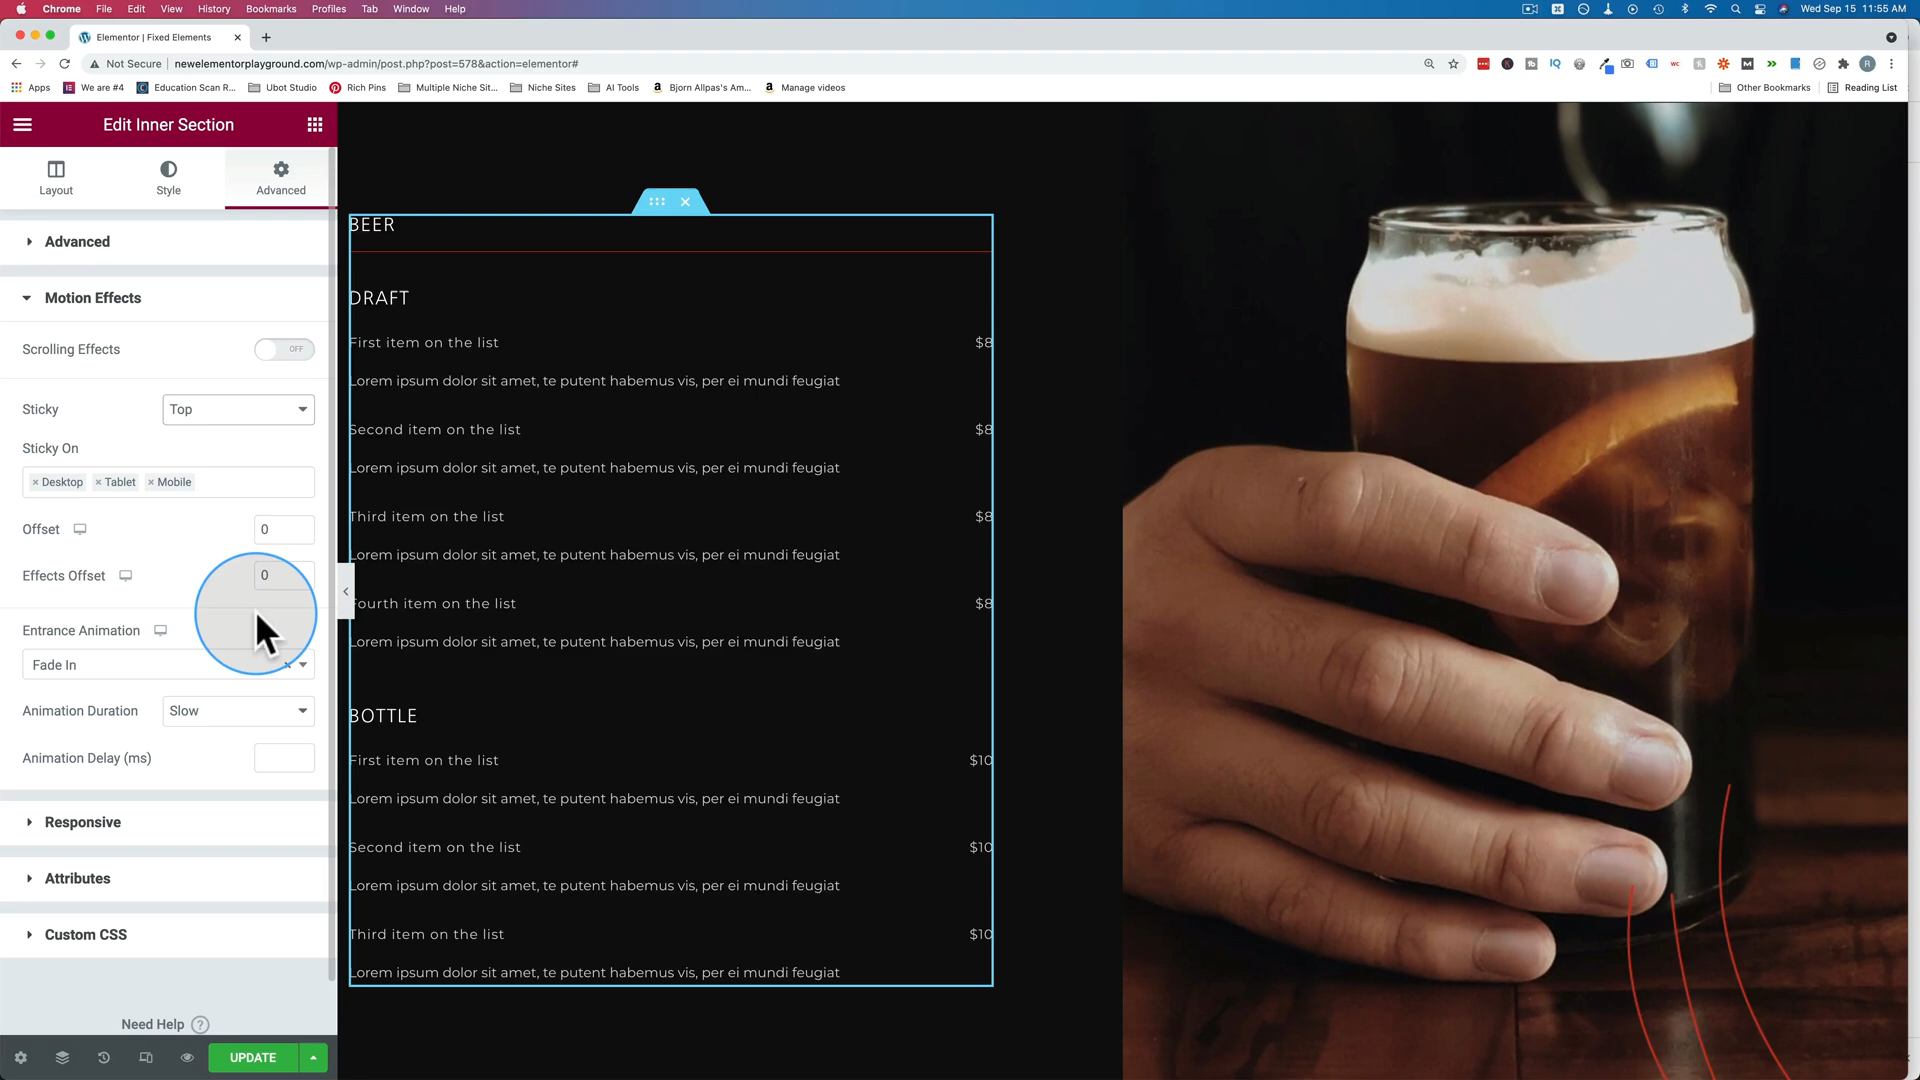 Chrome File Edit View History Bookmarks Profiles Tab Window Help
Wed Sep 15 11:55 AM
Elementor | Fixed Elements
Not Secure newelementorplayground.com/wp-admin/post.php?post=578&action=elementor#
Apps We are #4 Education Scan R... Ubot Studio Rich Pins Multiple Niche Sit... Niche Sites AI Tools Bjorn Allpas's Am... Manage videos Other Bookmarks Reading List
Edit Inner Section
Layout Style Advanced
Advanced
Motion Effects
Scrolling Effects OFF
Sticky Top
Sticky On
× Desktop × Tablet × Mobile
Offset 0
Effects Offset 0
Entrance Animation
Fade In ×
Animation Duration Slow
Animation Delay (ms)
Responsive
Attributes
Custom CSS
Need Help ?
UPDATE
BEER
DRAFT
First item on the list $8
Lorem ipsum dolor sit amet, te putent habemus vis, per ei mundi feugiat
Second item on the list $8
Lorem ipsum dolor sit amet, te putent habemus vis, per ei mundi feugiat
Third item on the list $8
Lorem ipsum dolor sit amet, te putent habemus vis, per ei mundi feugiat
Fourth item on the list $8
Lorem ipsum dolor sit amet, te putent habemus vis, per ei mundi feugiat
BOTTLE
First item on the list $10
Lorem ipsum dolor sit amet, te putent habemus vis, per ei mundi feugiat
Second item on the list $10
Lorem ipsum dolor sit amet, te putent habemus vis, per ei mundi feugiat
Third item on the list $10
Lorem ipsum dolor sit amet, te putent habemus vis, per ei mundi feugiat